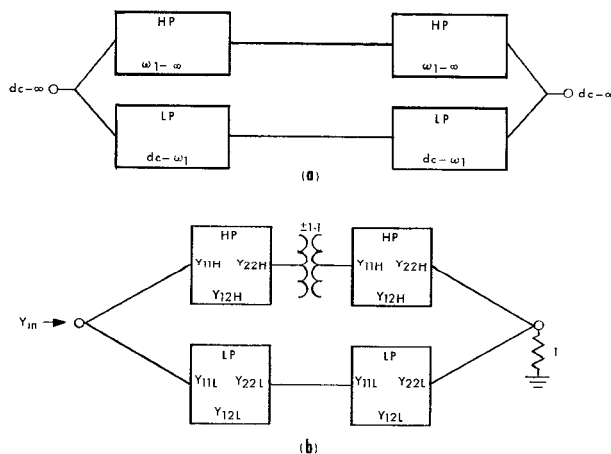 HP
HP
ω1-∞
ω1-∞
dc-∞
dc-∞
LP
LP
dc-ω1
dc-ω1
(a)
±1:1
HP
HP
Y11H Y22H
Y11H Y22H
Y12H
Y12H
Yin
1
LP
LP
Y11L Y22L
Y11L Y22L
Y12L
Y12L
(b)